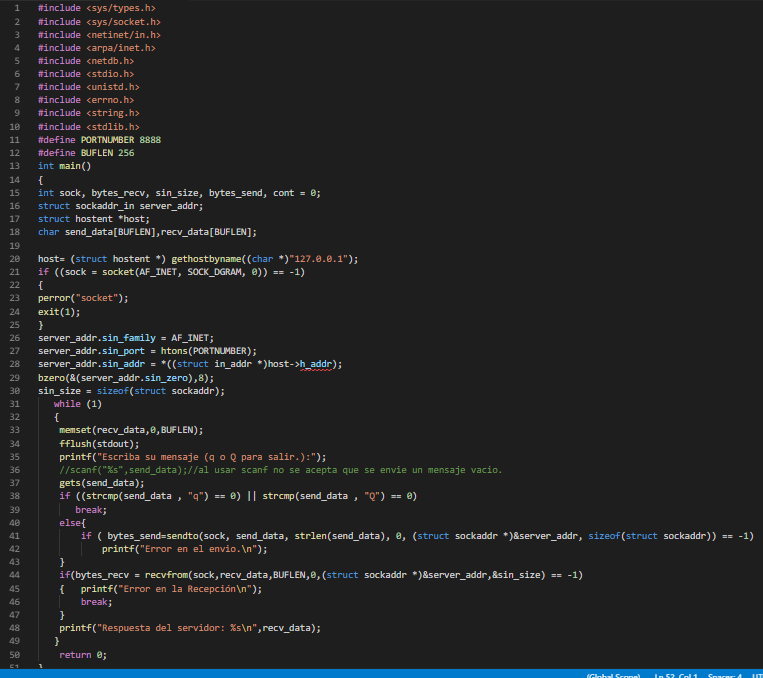 1 #include <sys/types.h>
2 #include <sys/socket.h>
3 #include <netinet/in.h>
4 #include <arpa/inet.h>
5 #include <netdb.h>
6 #include <stdio.h>
7 #include <unistd.h>
8 #include <errno.h>
9 #include <string.h>
10 #include <stdlib.h>
11 #define PORTNUMBER 8888
12 #define BUFLEN 256
13 int main()
14 {
15 int sock, bytes_recv, sin_size, bytes_send, cont = 0;
16 struct sockaddr_in server_addr;
17 struct hostent *host;
18 char send_data[BUFLEN],recv_data[BUFLEN];
19
20 host= (struct hostent *) gethostbyname((char *)"127.0.0.1");
21 if ((sock = socket(AF_INET, SOCK_DGRAM, 0)) == -1)
22 {
23 perror("socket");
24 exit(1);
25 }
26 server_addr.sin_family = AF_INET;
27 server_addr.sin_port = htons(PORTNUMBER);
28 server_addr.sin_addr = *((struct in_addr *)host->h_addr);
29 bzero(&(server_addr.sin_zero),8);
30 sin_size = sizeof(struct sockaddr);
31 while (1)
32 {
33 memset(recv_data,0,BUFLEN);
34 fflush(stdout);
35 printf("Escriba su mensaje (q o Q para salir.):");
36 //scanf("%s",send_data);//al usar scanf no se acepta que se envie un mensaje vacio.
37 gets(send_data);
38 if ((strcmp(send_data , "q") == 0) || strcmp(send_data , "Q") == 0)
39 break;
40 else{
41 if ( bytes_send=sendto(sock, send_data, strlen(send_data), 0, (struct sockaddr *)&server_addr, sizeof(struct sockaddr)) == -1)
42 printf("Error en el envio.\n");
43 }
44 if(bytes_recv = recvfrom(sock,recv_data,BUFLEN,0,(struct sockaddr *)&server_addr,&sin_size) == -1)
45 { printf("Error en la Recepción\n");
46 break;
47 }
48 printf("Respuesta del servidor: %s\n",recv_data);
49 }
50 return 0;
51 }
(Global Scope) Ln 52, Col 1 Spaces: 4 UT